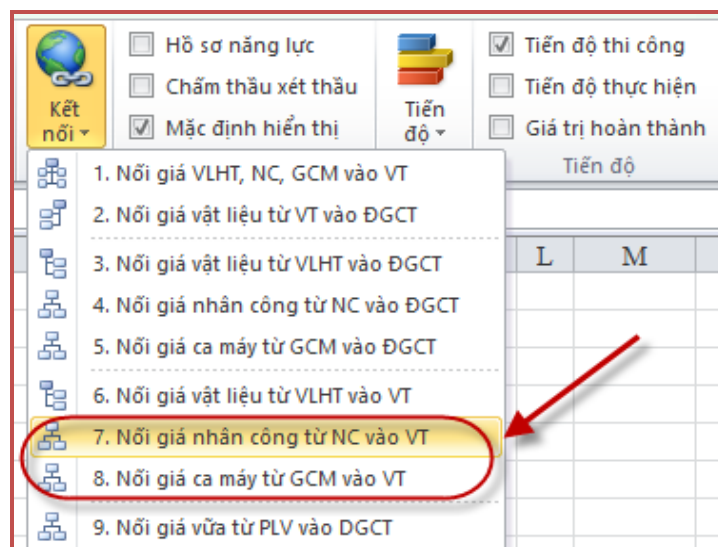 Kết nối
Hồ sơ năng lực
Chấm thầu xét thầu
Mặc định hiển thị
Tiến độ
Tiến độ thi công
Tiến độ thực hiện
Giá trị hoàn thành
Tiến độ
1. Nối giá VLHT, NC, GCM vào VT
2. Nối giá vật liệu từ VT vào ĐGCT
3. Nối giá vật liệu từ VLHT vào ĐGCT
4. Nối giá nhân công từ NC vào ĐGCT
5. Nối giá ca máy từ GCM vào ĐGCT
6. Nối giá vật liệu từ VLHT vào VT
7. Nối giá nhân công từ NC vào VT
8. Nối giá ca máy từ GCM vào VT
9. Nối giá vữa từ PLV vào DGCT
L M